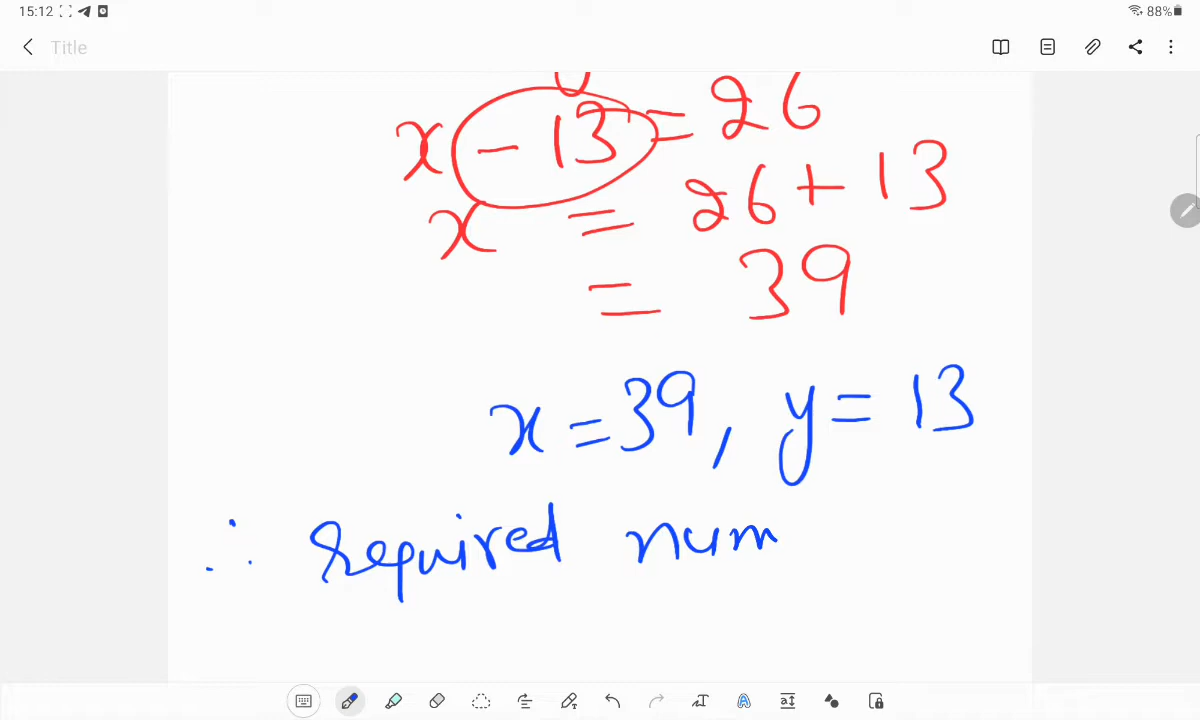 15:12
88%
Title
x - 13 = 26
x = 26 + 13
= 39
x = 39, y = 13
∴ required num